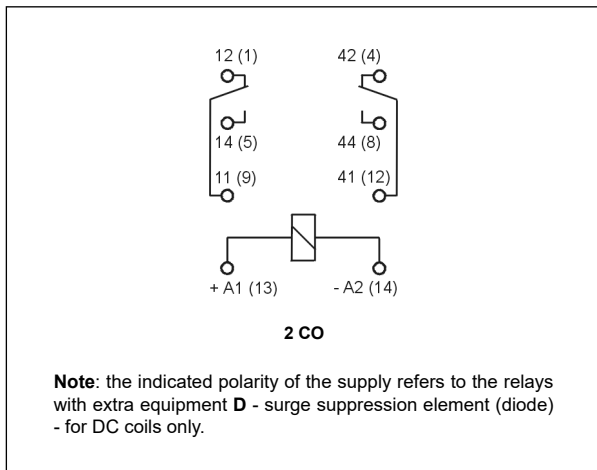 12 (1) 42 (4)
14 (5) 44 (8)
11 (9) 41 (12)
+ A1 (13) - A2 (14)
2 CO
Note: the indicated polarity of the supply refers to the relays
with extra equipment D - surge suppression element (diode)
- for DC coils only.